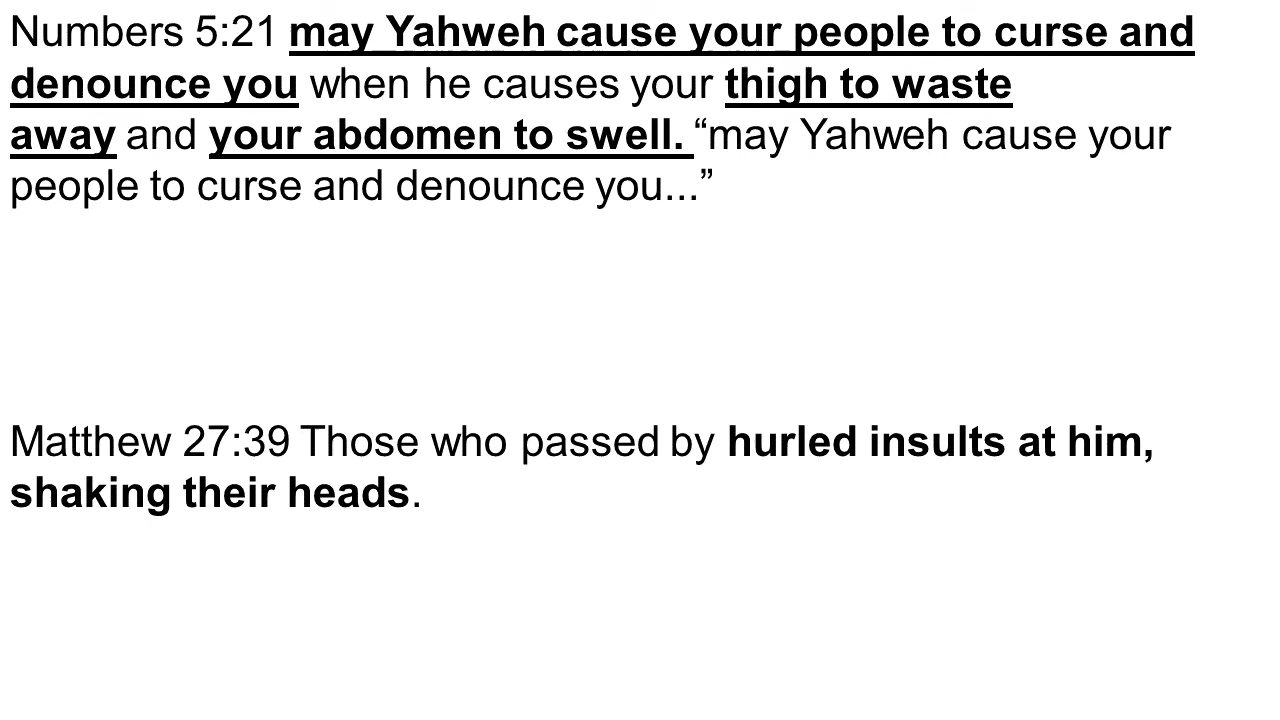 Numbers 5:21 may Yahweh cause your people to curse and
denounce you when he causes your thigh to waste
away and your abdomen to swell. “may Yahweh cause your
people to curse and denounce you...”
Matthew 27:39 Those who passed by hurled insults at him,
shaking their heads.